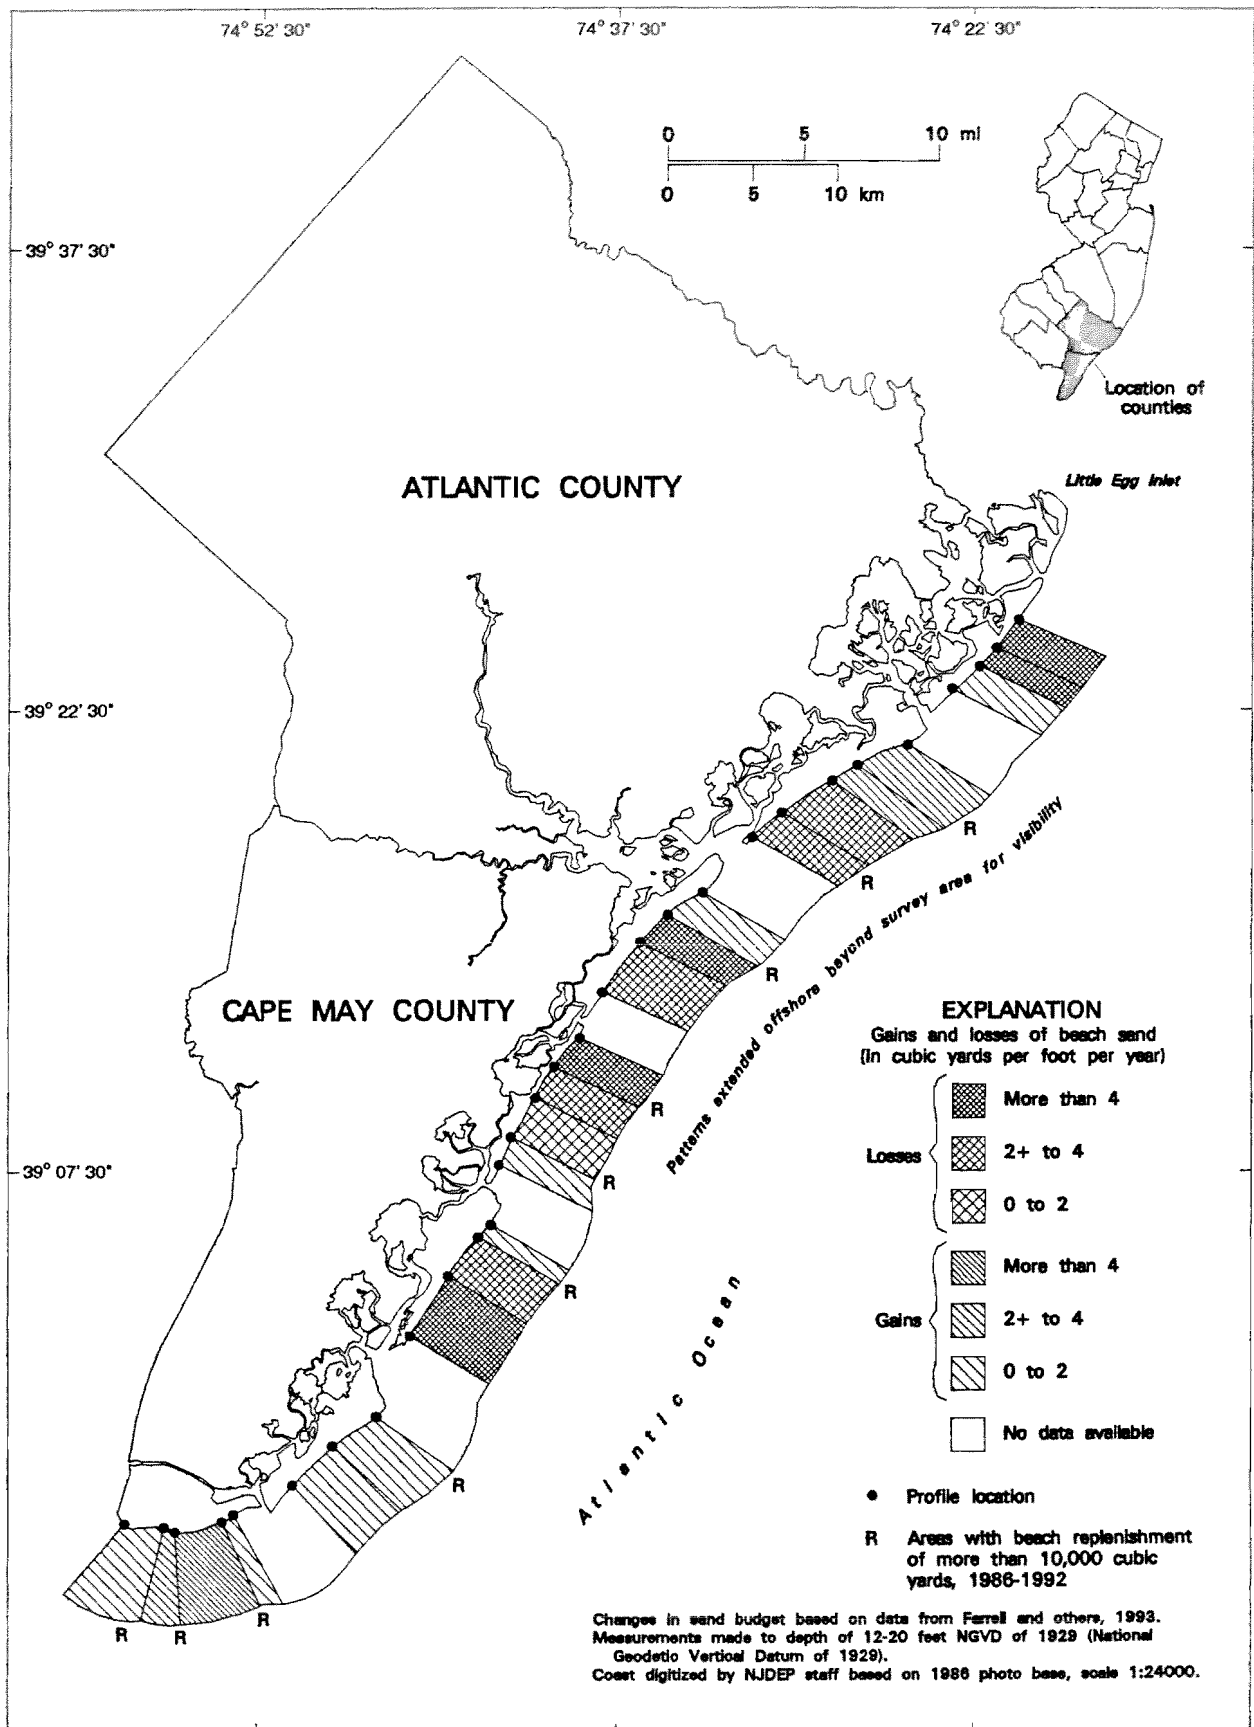 74° 52' 30"
74° 37' 30"
74° 22' 30"
0 5 10 mi
0 5 10 km
39° 37' 30"
Location of
counties
ATLANTIC COUNTY
Little Egg Inlet
39° 22' 30"
R
R
Patterns extended offshore beyond survey area for visibility
R
CAPE MAY COUNTY
EXPLANATION
Gains and losses of beach sand
(in cubic yards per foot per year)
More than 4
Losses
2+ to 4
0 to 2
R
39° 07' 30"
R
More than 4
Gains
2+ to 4
0 to 2
R
Atlantic Ocean
No data available
R
Profile location
R Areas with beach replenishment
of more than 10,000 cubic
yards, 1986-1992
R
R
R
Changes in sand budget based on data from Farrell and others, 1993.
Measurements made to depth of 12-20 feet NGVD of 1929 (National
Geodetic Vertical Datum of 1929).
Coast digitized by NJDEP staff based on 1986 photo base, scale 1:24000.